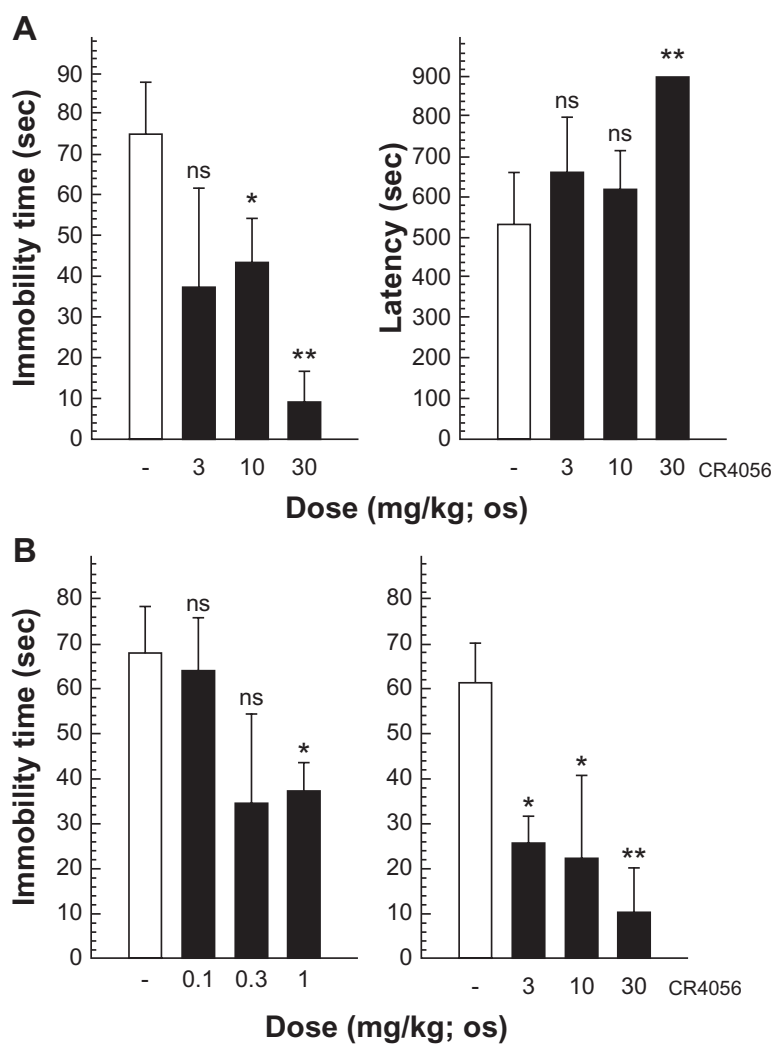 A
Immobility time (sec)
90
80
70
60
50
40
30
20
10
0
ns
*
**
- 3 10 30
Latency (sec)
900
800
700
600
500
400
300
200
100
0
ns
ns
**
- 3 10 30 CR4056
Dose (mg/kg; os)
B
Immobility time (sec)
80
70
60
50
40
30
20
10
0
ns
ns
*
- 0.1 0.3 1
80
70
60
50
40
30
20
10
0
*
*
**
- 3 10 30 CR4056
Dose (mg/kg; os)